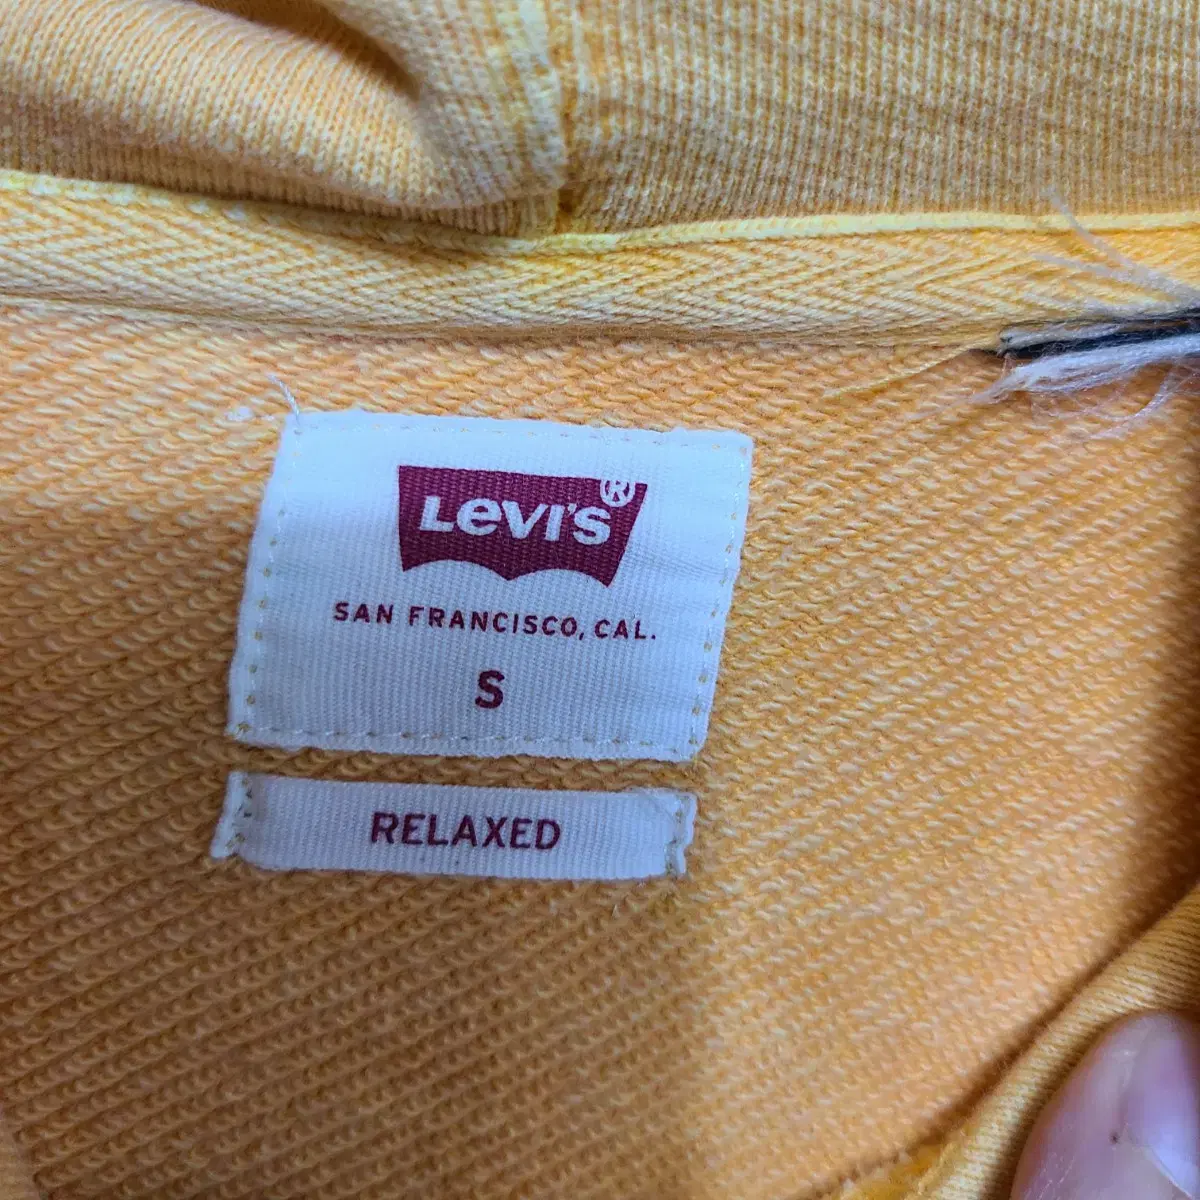 LEVI'S®
SAN FRANCISCO, CAL.
S
RELAXED